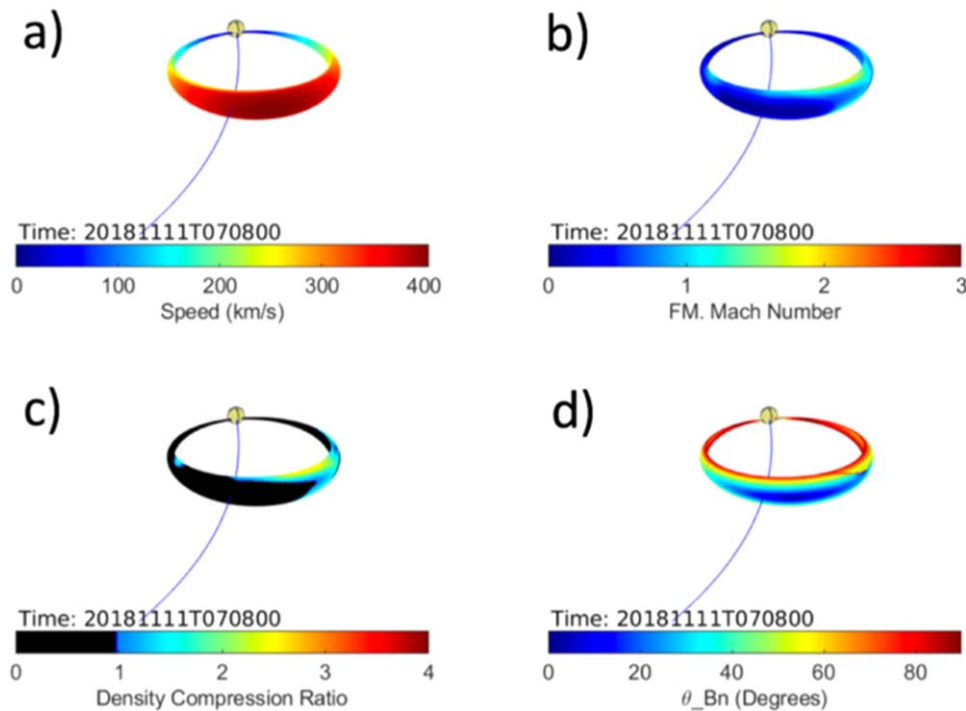 a)
Time: 20181111T070800
0 100 200 300 400
Speed (km/s)
b)
Time: 20181111T070800
0 1 2 3
FM. Mach Number
c)
Time: 20181111T070800
0 1 2 3 4
Density Compression Ratio
d)
Time: 20181111T070800
0 20 40 60 80
θ_Bn (Degrees)